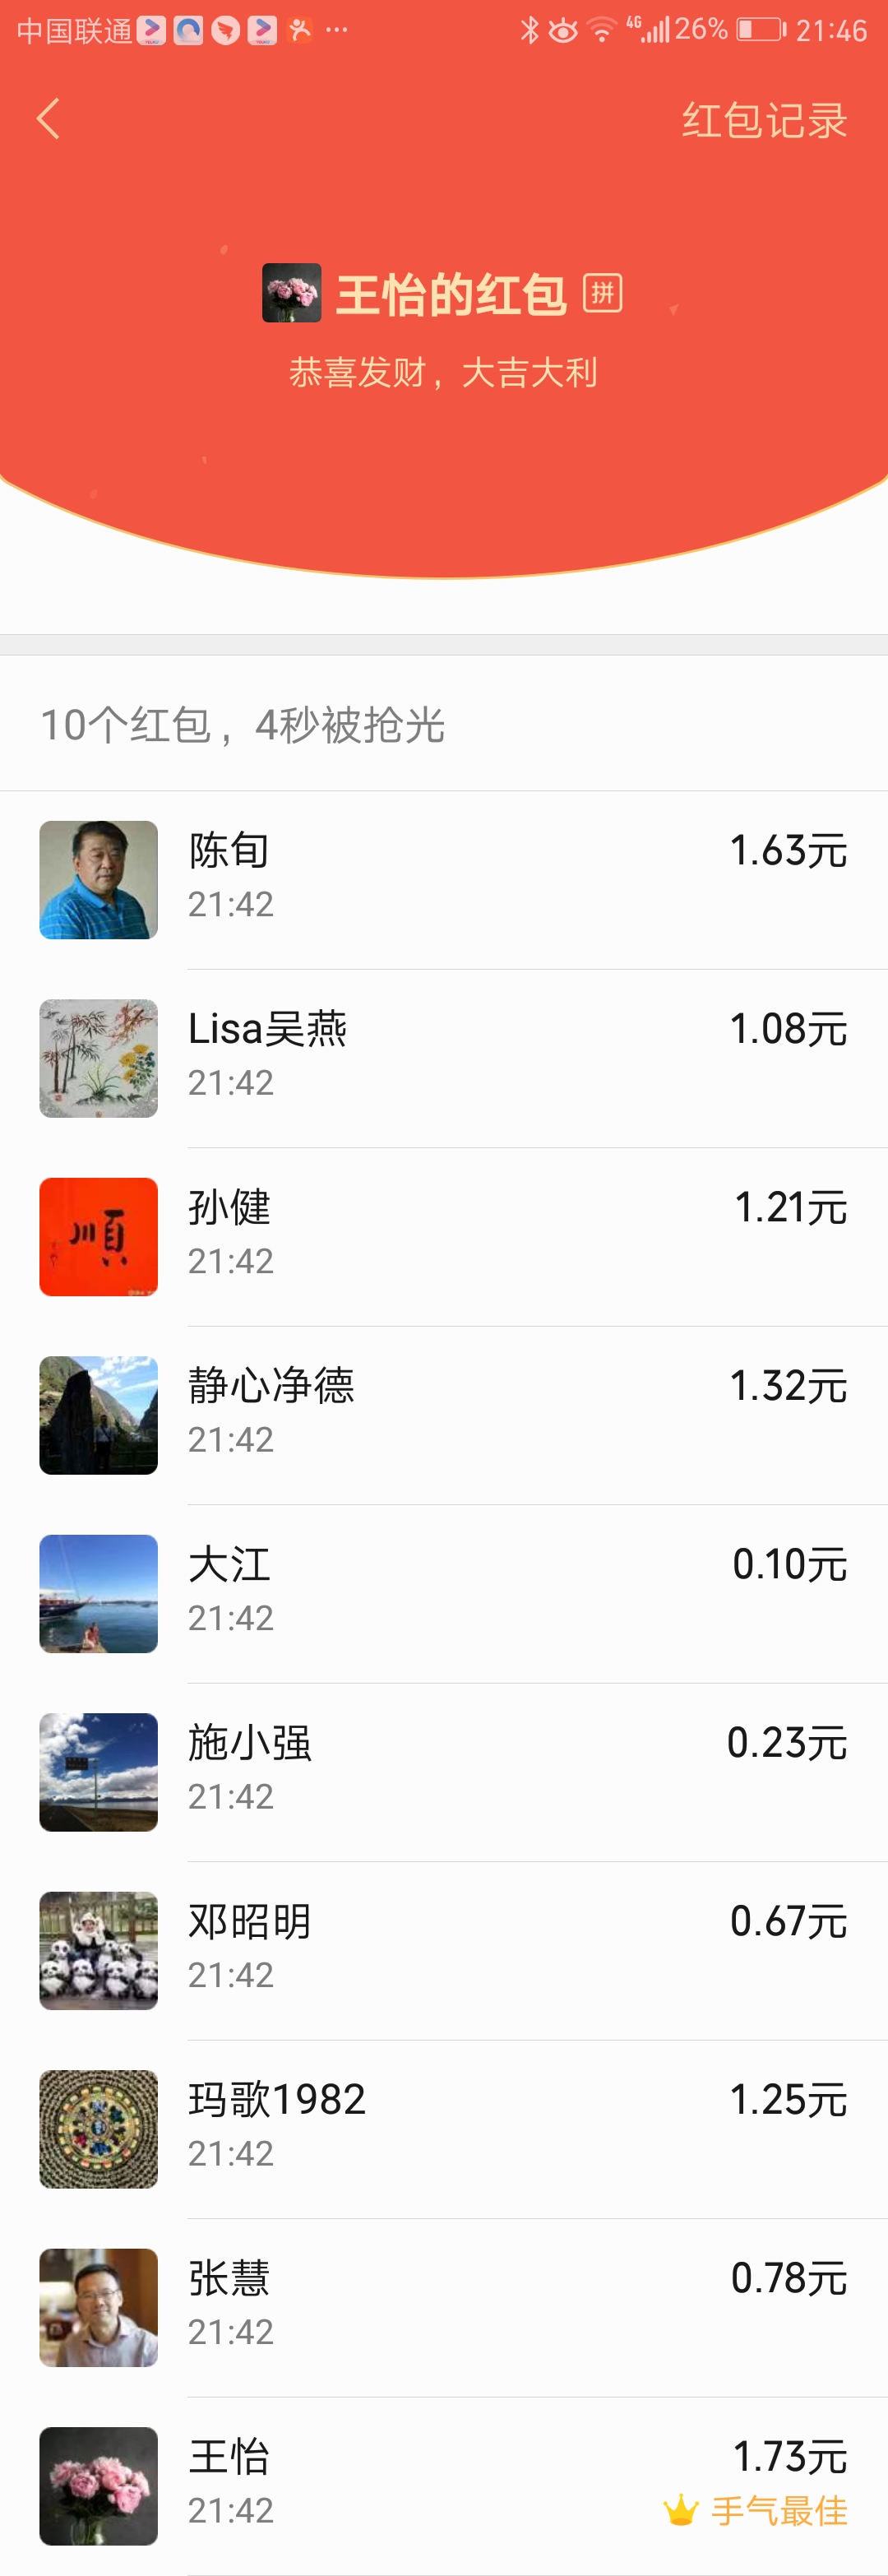 中国联通 ... 4G 26% 21:46
红包记录
王怡的红包 拼
恭喜发财，大吉大利
10个红包，4秒被抢光
陈旬 1.63元
21:42
Lisa吴燕 1.08元
21:42
順
孙健 1.21元
21:42
静心净德 1.32元
21:42
大江 0.10元
21:42
施小强 0.23元
21:42
邓昭明 0.67元
21:42
玛歌1982 1.25元
21:42
张慧 0.78元
21:42
王怡 1.73元
21:42 手气最佳